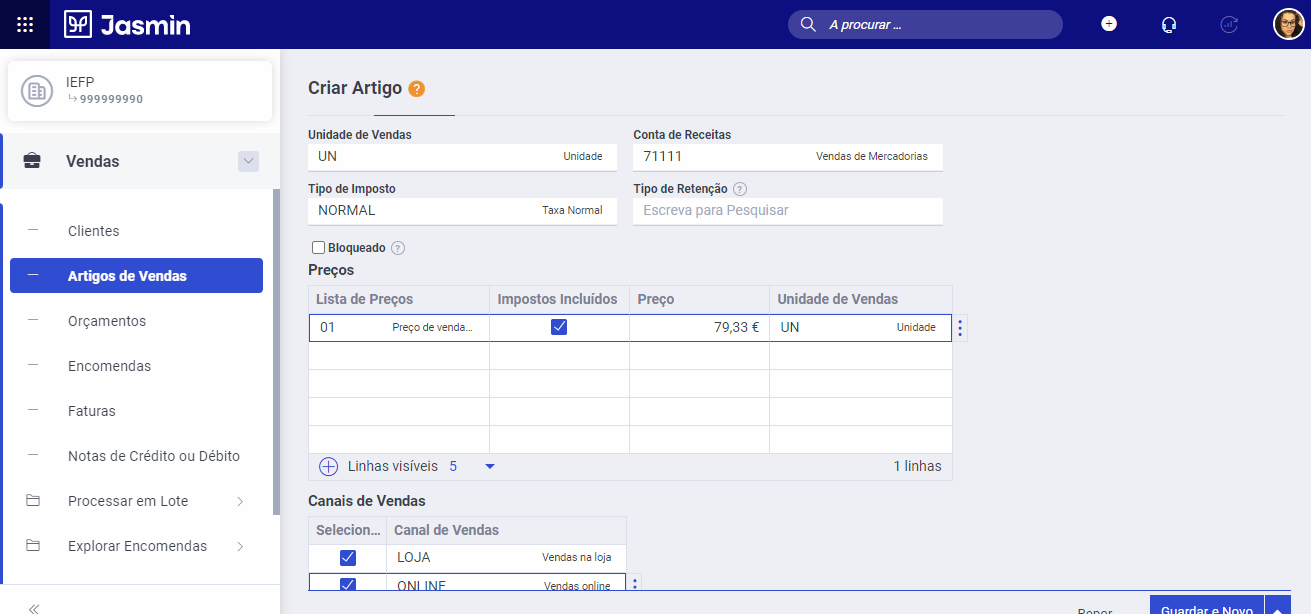 Jasmin
A procurar ...
IEFP
999999990
Vendas
Clientes
Artigos de Vendas
Orçamentos
Encomendas
Faturas
Notas de Crédito ou Débito
Processar em Lote
Explorar Encomendas
Criar Artigo ?
Unidade de Vendas Conta de Receitas
UN Unidade 71111 Vendas de Mercadorias
Tipo de Imposto Tipo de Retenção ?
NORMAL Taxa Normal Escreva para Pesquisar
Bloqueado ?
Preços
Lista de Preços Impostos Incluídos Preço Unidade de Vendas
01 Preço de venda... 79,33 € UN Unidade
Linhas visíveis 5 1 linhas
Canais de Vendas
Selecion... Canal de Vendas
LOJA Vendas na loja
ONLINE Vendas online
Repor Guardar e Novo